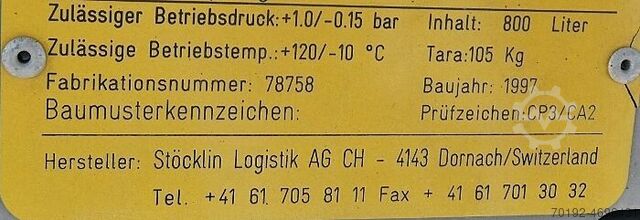 Zulässiger Betriebsdruck:+1.0/-0.15 bar Inhalt: 800 Liter
Zulässige Betriebstemp.:+120/-10 °C Tara:105 Kg
Fabrikationsnummer: 78758 Baujahr: 1997
Baumusterkennzeichen: Prüfzeichen:CP3/CA2
Hersteller: Stöcklin Logistik AG CH - 4143 Dornach/Switzerland
Tel. +41 61 705 81 11 Fax + 41 61 701 30 32